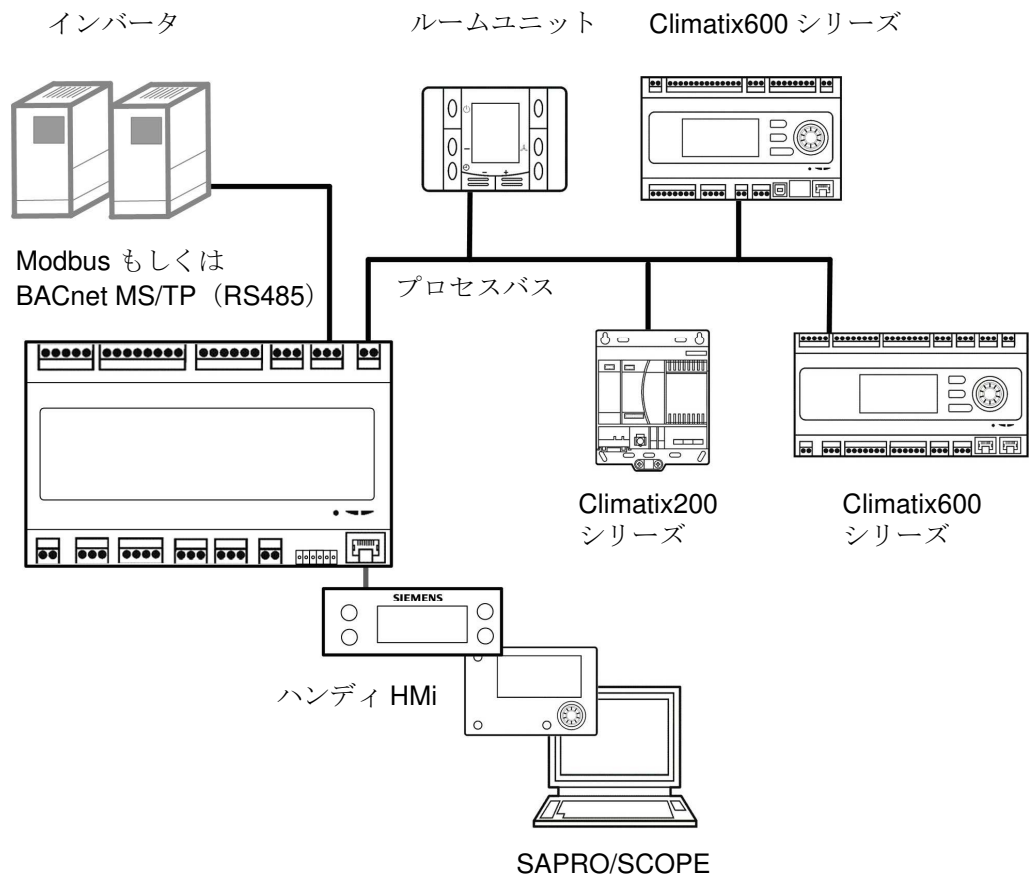 インバータ
ルームユニット
Climatix600 シリーズ
Modbus もしくは
BACnet MS/TP（RS485）
プロセスバス
Climatix200
シリーズ
Climatix600
シリーズ
SIEMENS
ハンディ HMi
SAPRO/SCOPE